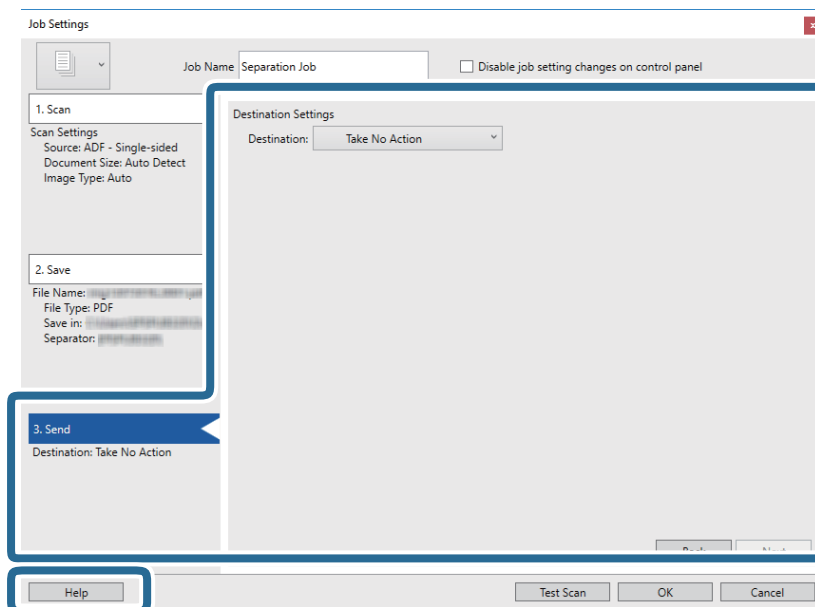 Job Settings
Job Name Separation Job
Disable job setting changes on control panel
1. Scan
Scan Settings
Source: ADF - Single-sided
Document Size: Auto Detect
Image Type: Auto
2. Save
File Name:
File Type: PDF
Save in:
Separator:
3. Send
Destination: Take No Action
Destination Settings
Destination: Take No Action
Back Next
Help Test Scan OK Cancel